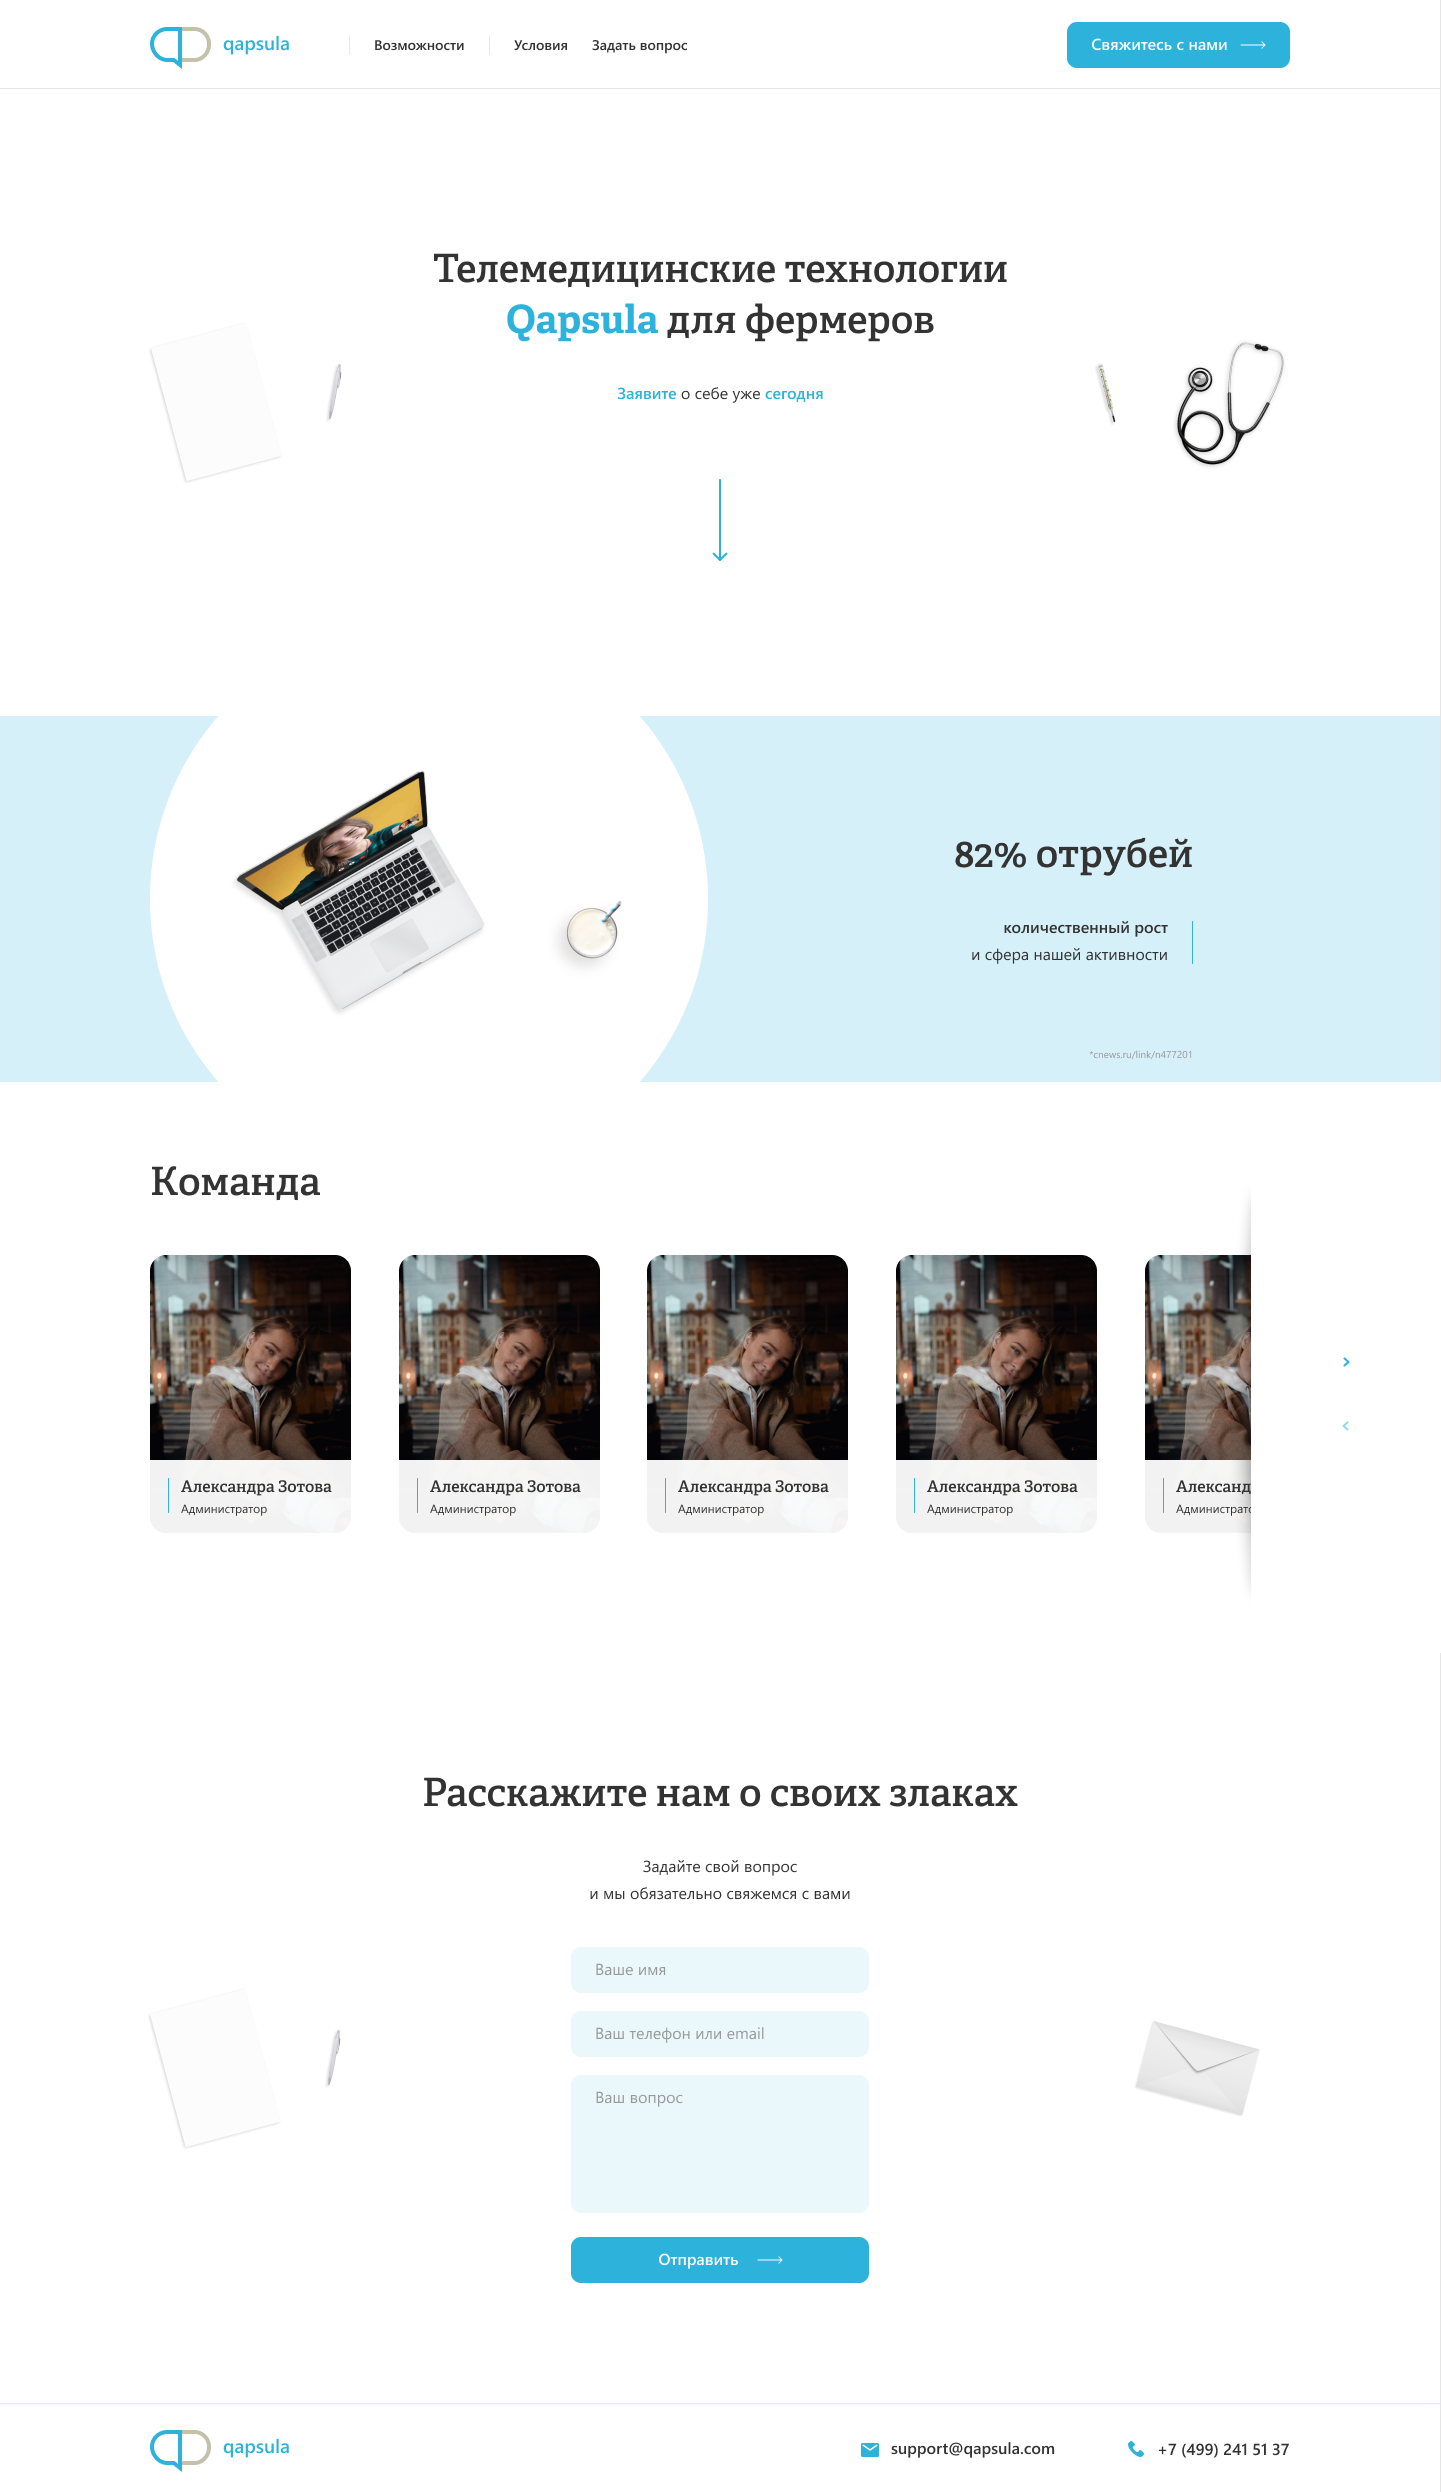 qapsula
Возможности
Условия
Задать вопрос
Свяжитесь с нами
Телемедицинские технологии
Qapsula для фермеров
Заявите о себе уже сегодня
82% отрубей
количественный рост
и сфера нашей активности
*cnews.ru/link/n477201
Команда
Александра Зотова
Администратор
Александра Зотова
Администратор
Александра Зотова
Администратор
Александра Зотова
Администратор
Александ
Администрато
Расскажите нам о своих злаках
Задайте свой вопрос
и мы обязательно свяжемся с вами
Ваше имя
Ваш телефон или email
Ваш вопрос
Отправить
qapsula
support@qapsula.com
+7 (499) 241 51 37